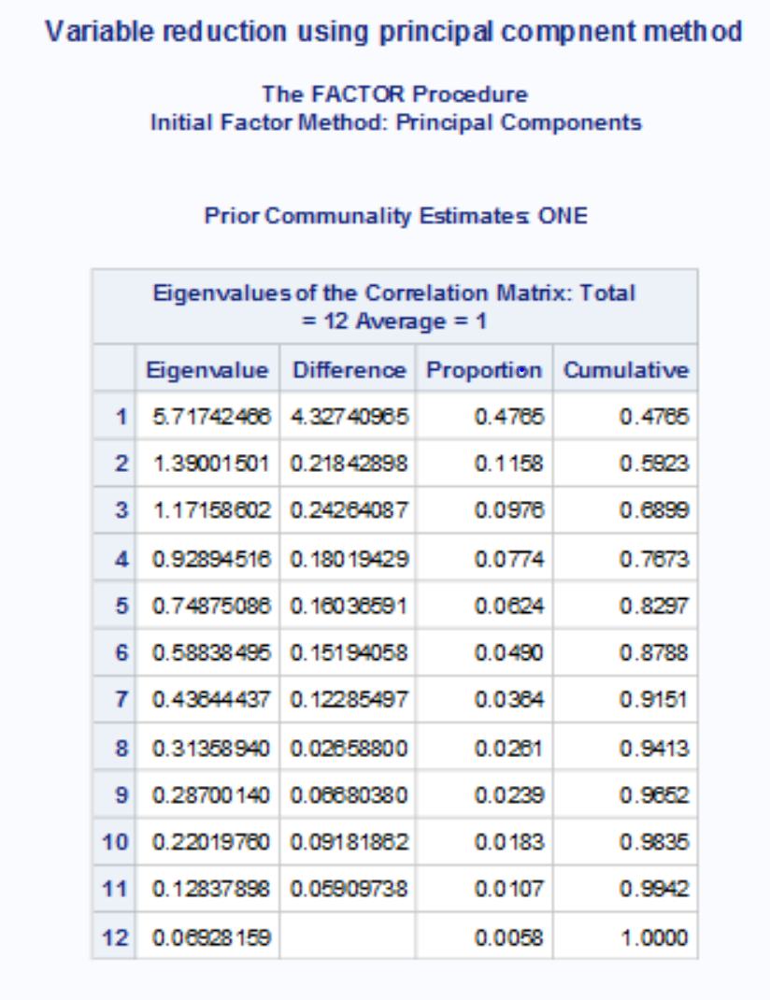 Variable reduction using principal compnent method
The FACTOR Procedure
Initial Factor Method: Principal Components
Prior Communality Estimates: ONE
Eigenvalues of the Correlation Matrix: Total
= 12 Average = 1
Eigenvalue Difference Proportion Cumulative
1 5.71742466 4.32740965 0.4765 0.4765
2 1.39001501 0.21842898 0.1158 0.5923
3 1.17158602 0.24264087 0.0976 0.6899
4 0.92894516 0.18019429 0.0774 0.7673
5 0.74875086 0.16036591 0.0624 0.8297
6 0.58838495 0.15194058 0.0490 0.8788
7 0.43644437 0.12285497 0.0364 0.9151
8 0.31358940 0.02658800 0.0261 0.9413
9 0.28700140 0.06680380 0.0239 0.9652
10 0.22019760 0.09181862 0.0183 0.9835
11 0.12837898 0.05909738 0.0107 0.9942
12 0.06928159 0.0058 1.0000